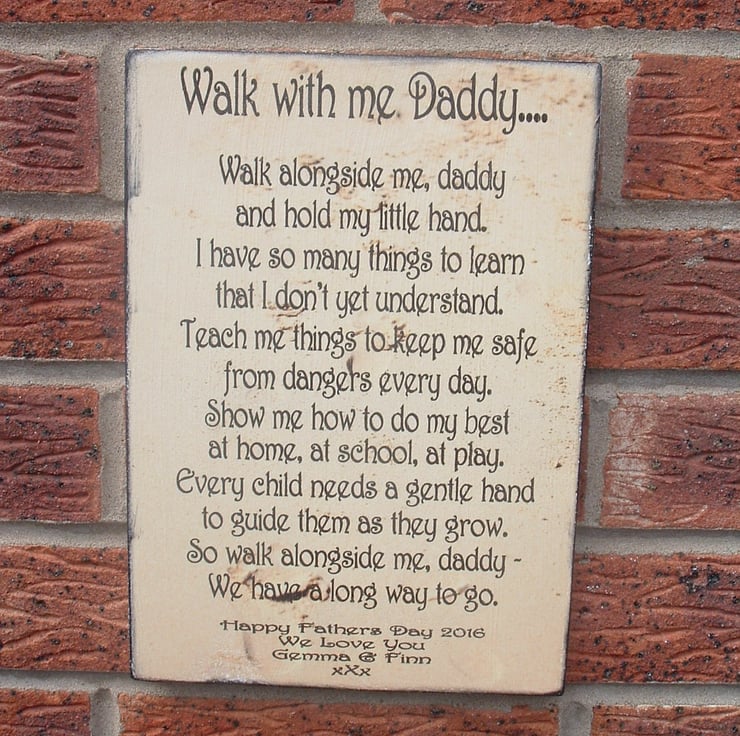 Walk with me Daddy....
Walk alongside me, daddy
and hold my little hand.
I have so many things to learn
that I don't yet understand.
Teach me things to keep me safe
from dangers every day.
Show me how to do my best
at home, at school, at play.
Every child needs a gentle hand
to guide them as they grow.
So walk alongside me, daddy -
We have a long way to go.
Happy Fathers Day 2016
We Love You
Gemma & Finn
xXx